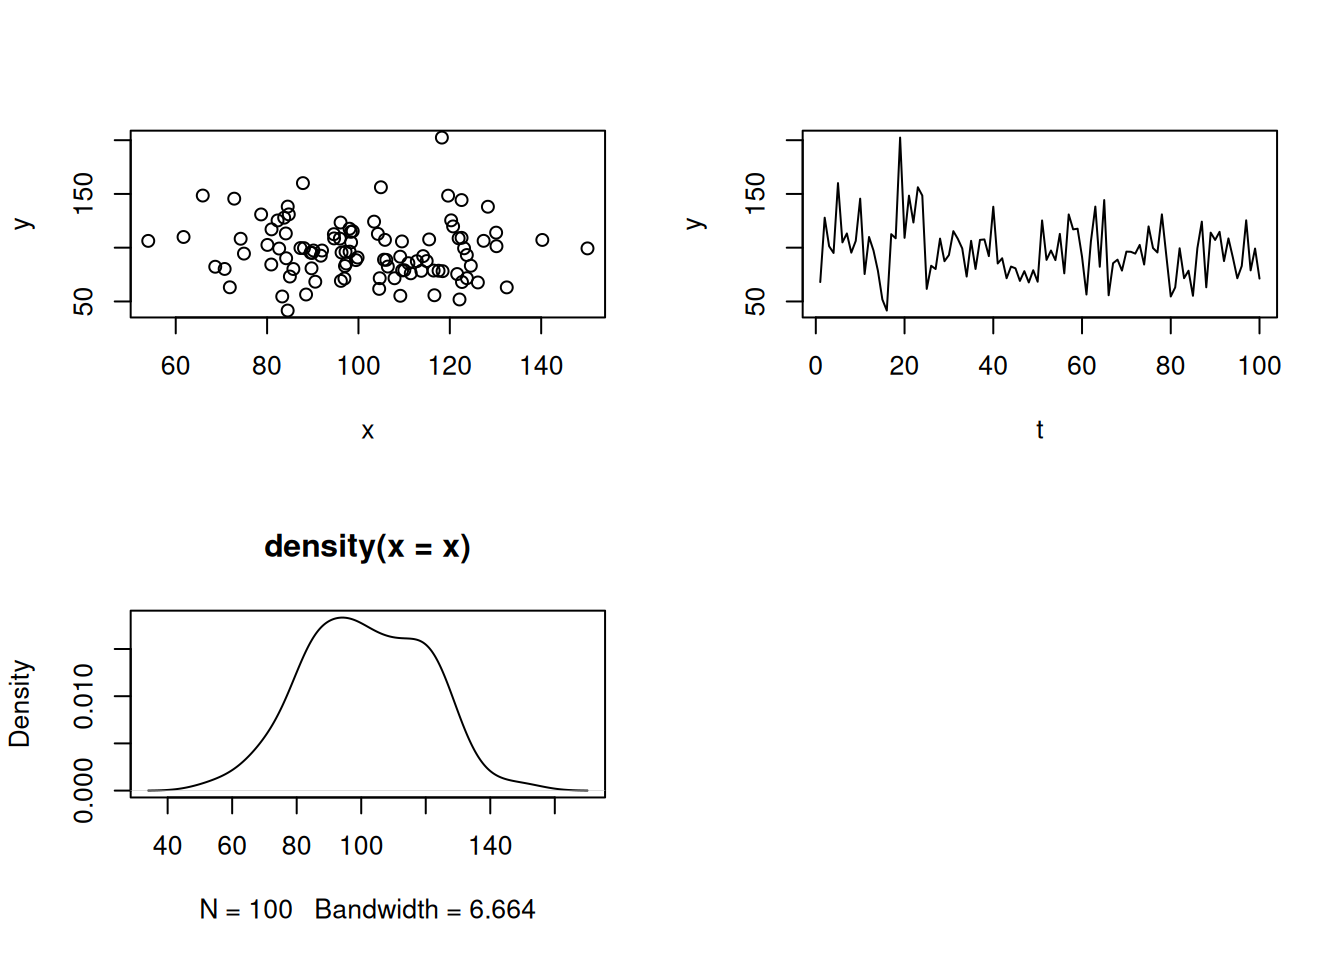 150
50
y
60 80 100 120 140
x
150
50
y
0 20 40 60 80 100
t
density(x = x)
0.010
0.000
Density
40 60 80 100 140
N = 100 Bandwidth = 6.664